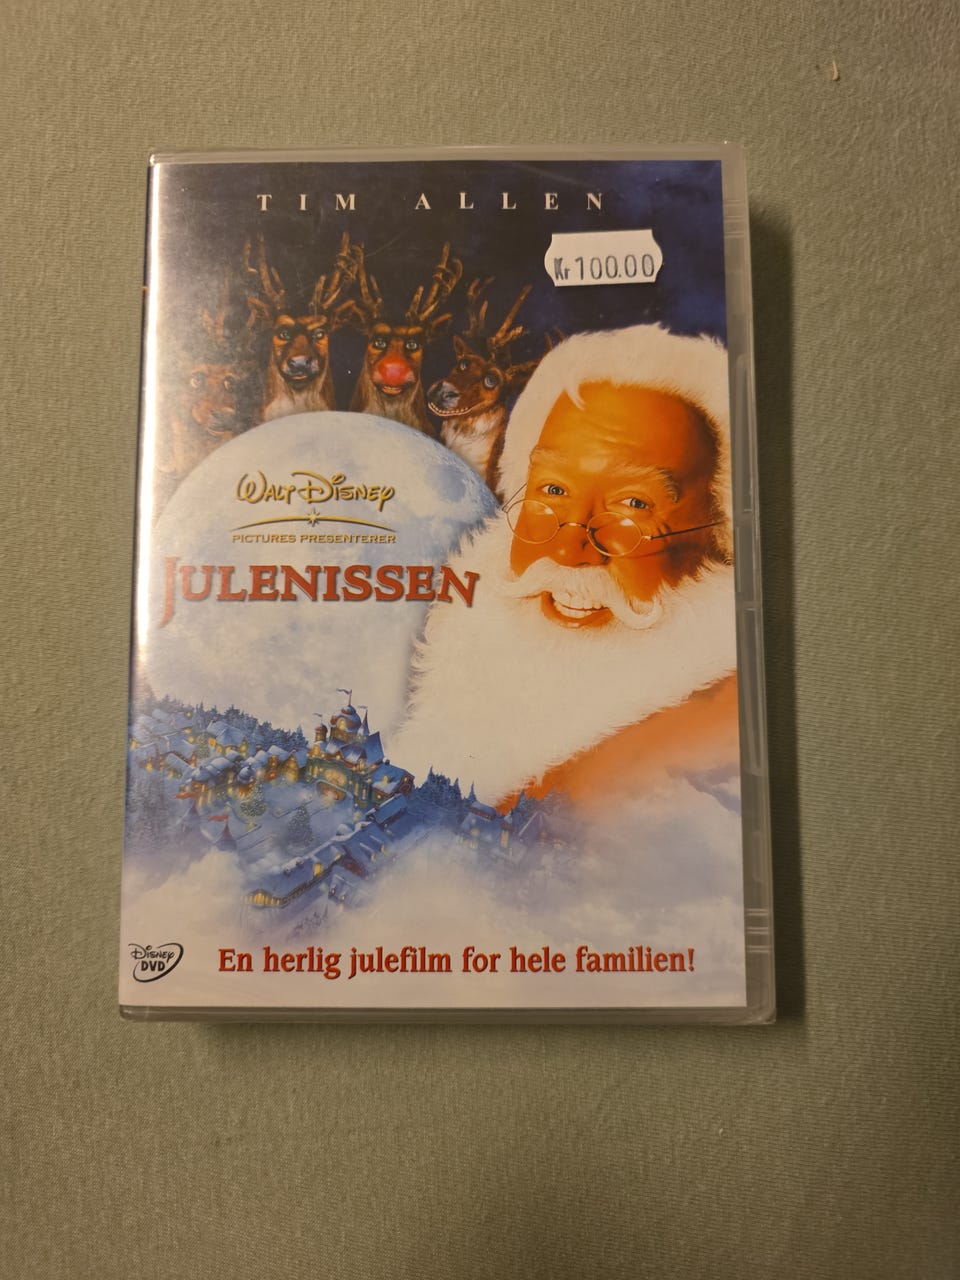 TIM ALLEN
Kr 100.00
WALT DISNEY
PICTURES PRESENTERER
JULENISSEN
DISNEY
DVD
En herlig julefilm for hele familien!